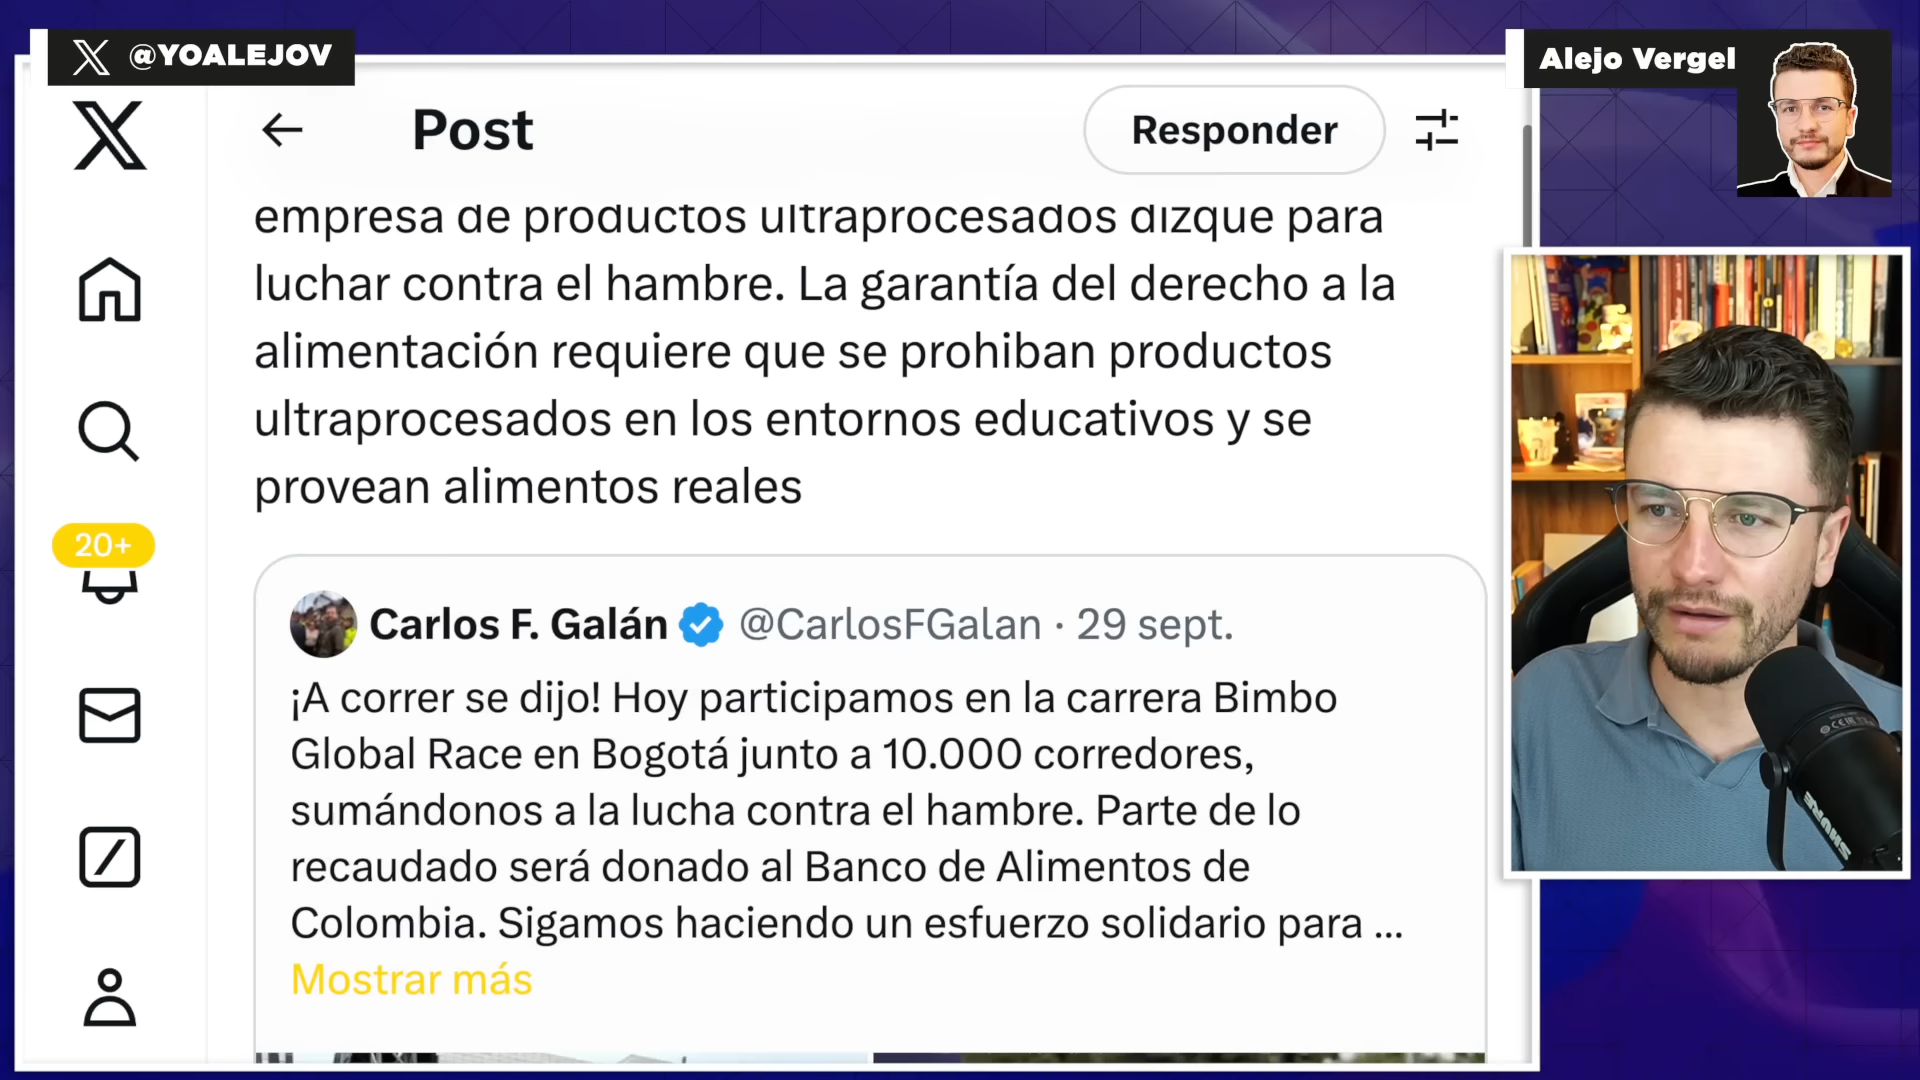 @YOALEJOV
Alejo Vergel
Post
Responder
empresa de productos ultraprocesados dizque para
luchar contra el hambre. La garantía del derecho a la
alimentación requiere que se prohiban productos
ultraprocesados en los entornos educativos y se
provean alimentos reales
20+
Carlos F. Galán @CarlosFGalan · 29 sept.
¡A correr se dijo! Hoy participamos en la carrera Bimbo
Global Race en Bogotá junto a 10.000 corredores,
sumándonos a la lucha contra el hambre. Parte de lo
recaudado será donado al Banco de Alimentos de
Colombia. Sigamos haciendo un esfuerzo solidario para ...
Mostrar más
SHURE